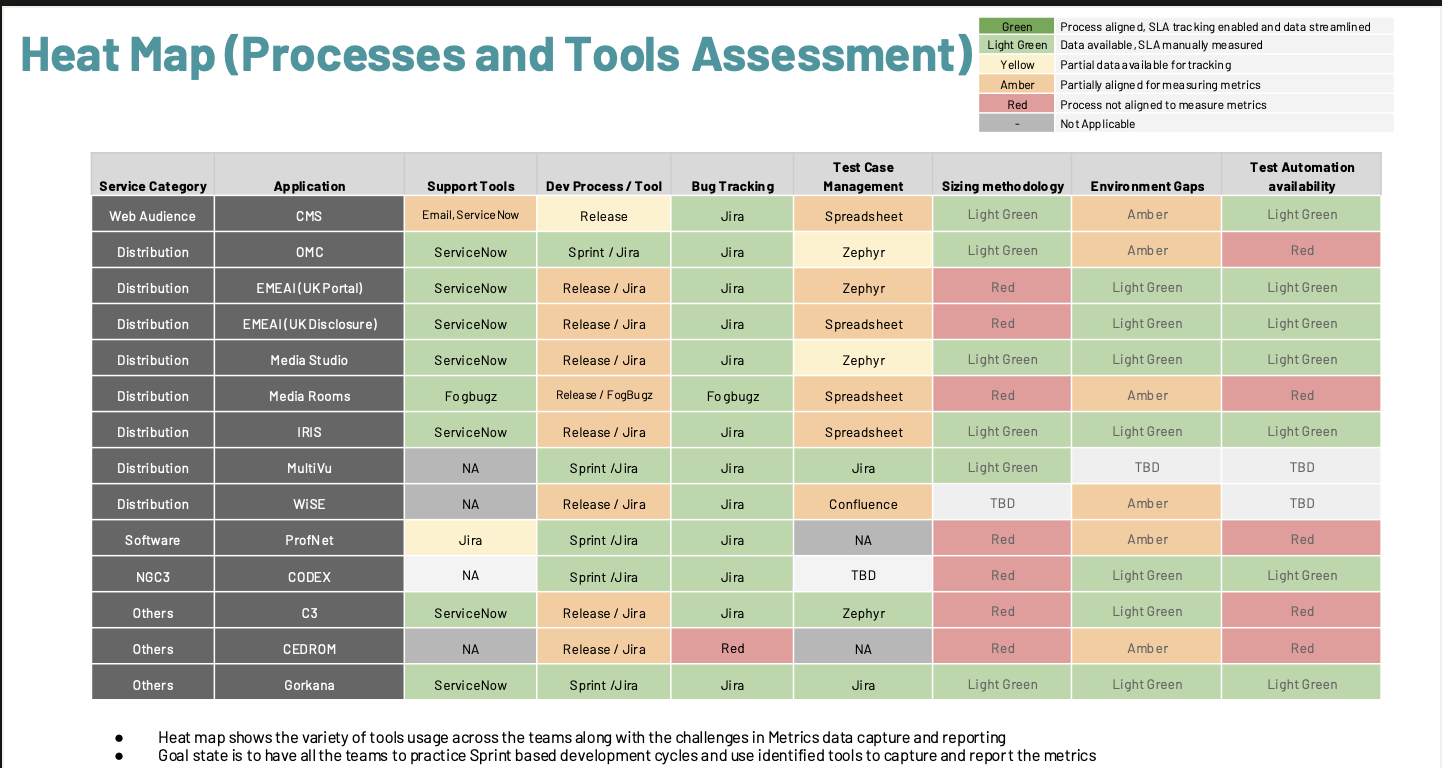 Heat Map (Processes and Tools Assessment)
Green Process aligned, SLA tracking enabled and data streamlined
Light Green Data available, SLA manually measured
Yellow Partial data available for tracking
Amber Partially aligned for measuring metrics
Red Process not aligned to measure metrics
- Not Applicable
Service Category Application Support Tools Dev Process / Tool Bug Tracking Test Case Management Sizing methodology Environment Gaps Test Automation availability
Web Audience CMS Email, ServiceNow Release Jira Spreadsheet Light Green Amber Light Green
Distribution OMC ServiceNow Sprint / Jira Jira Zephyr Light Green Amber Red
Distribution EMEAI (UK Portal) ServiceNow Release / Jira Jira Zephyr Red Light Green Light Green
Distribution EMEAI (UK Disclosure) ServiceNow Release / Jira Jira Spreadsheet Red Light Green Light Green
Distribution Media Studio ServiceNow Release / Jira Jira Zephyr Light Green Light Green Light Green
Distribution Media Rooms Fogbugz Release / FogBugz Fogbugz Spreadsheet Red Amber Red
Distribution IRIS ServiceNow Release / Jira Jira Spreadsheet Light Green Light Green Light Green
Distribution MultiVu NA Sprint /Jira Jira Jira Light Green TBD TBD
Distribution WiSE NA Release / Jira Jira Confluence TBD Amber TBD
Software ProfNet Jira Sprint /Jira Jira NA Red Amber Red
NGC3 CODEX NA Sprint /Jira Jira TBD Red Light Green Light Green
Others C3 ServiceNow Release / Jira Jira Zephyr Red Light Green Red
Others CEDROM NA Release / Jira Red NA Red Amber Red
Others Gorkana ServiceNow Sprint /Jira Jira Jira Light Green Light Green Light Green
● Heat map shows the variety of tools usage across the teams along with the challenges in Metrics data capture and reporting
● Goal state is to have all the teams to practice Sprint based development cycles and use identified tools to capture and report the metrics